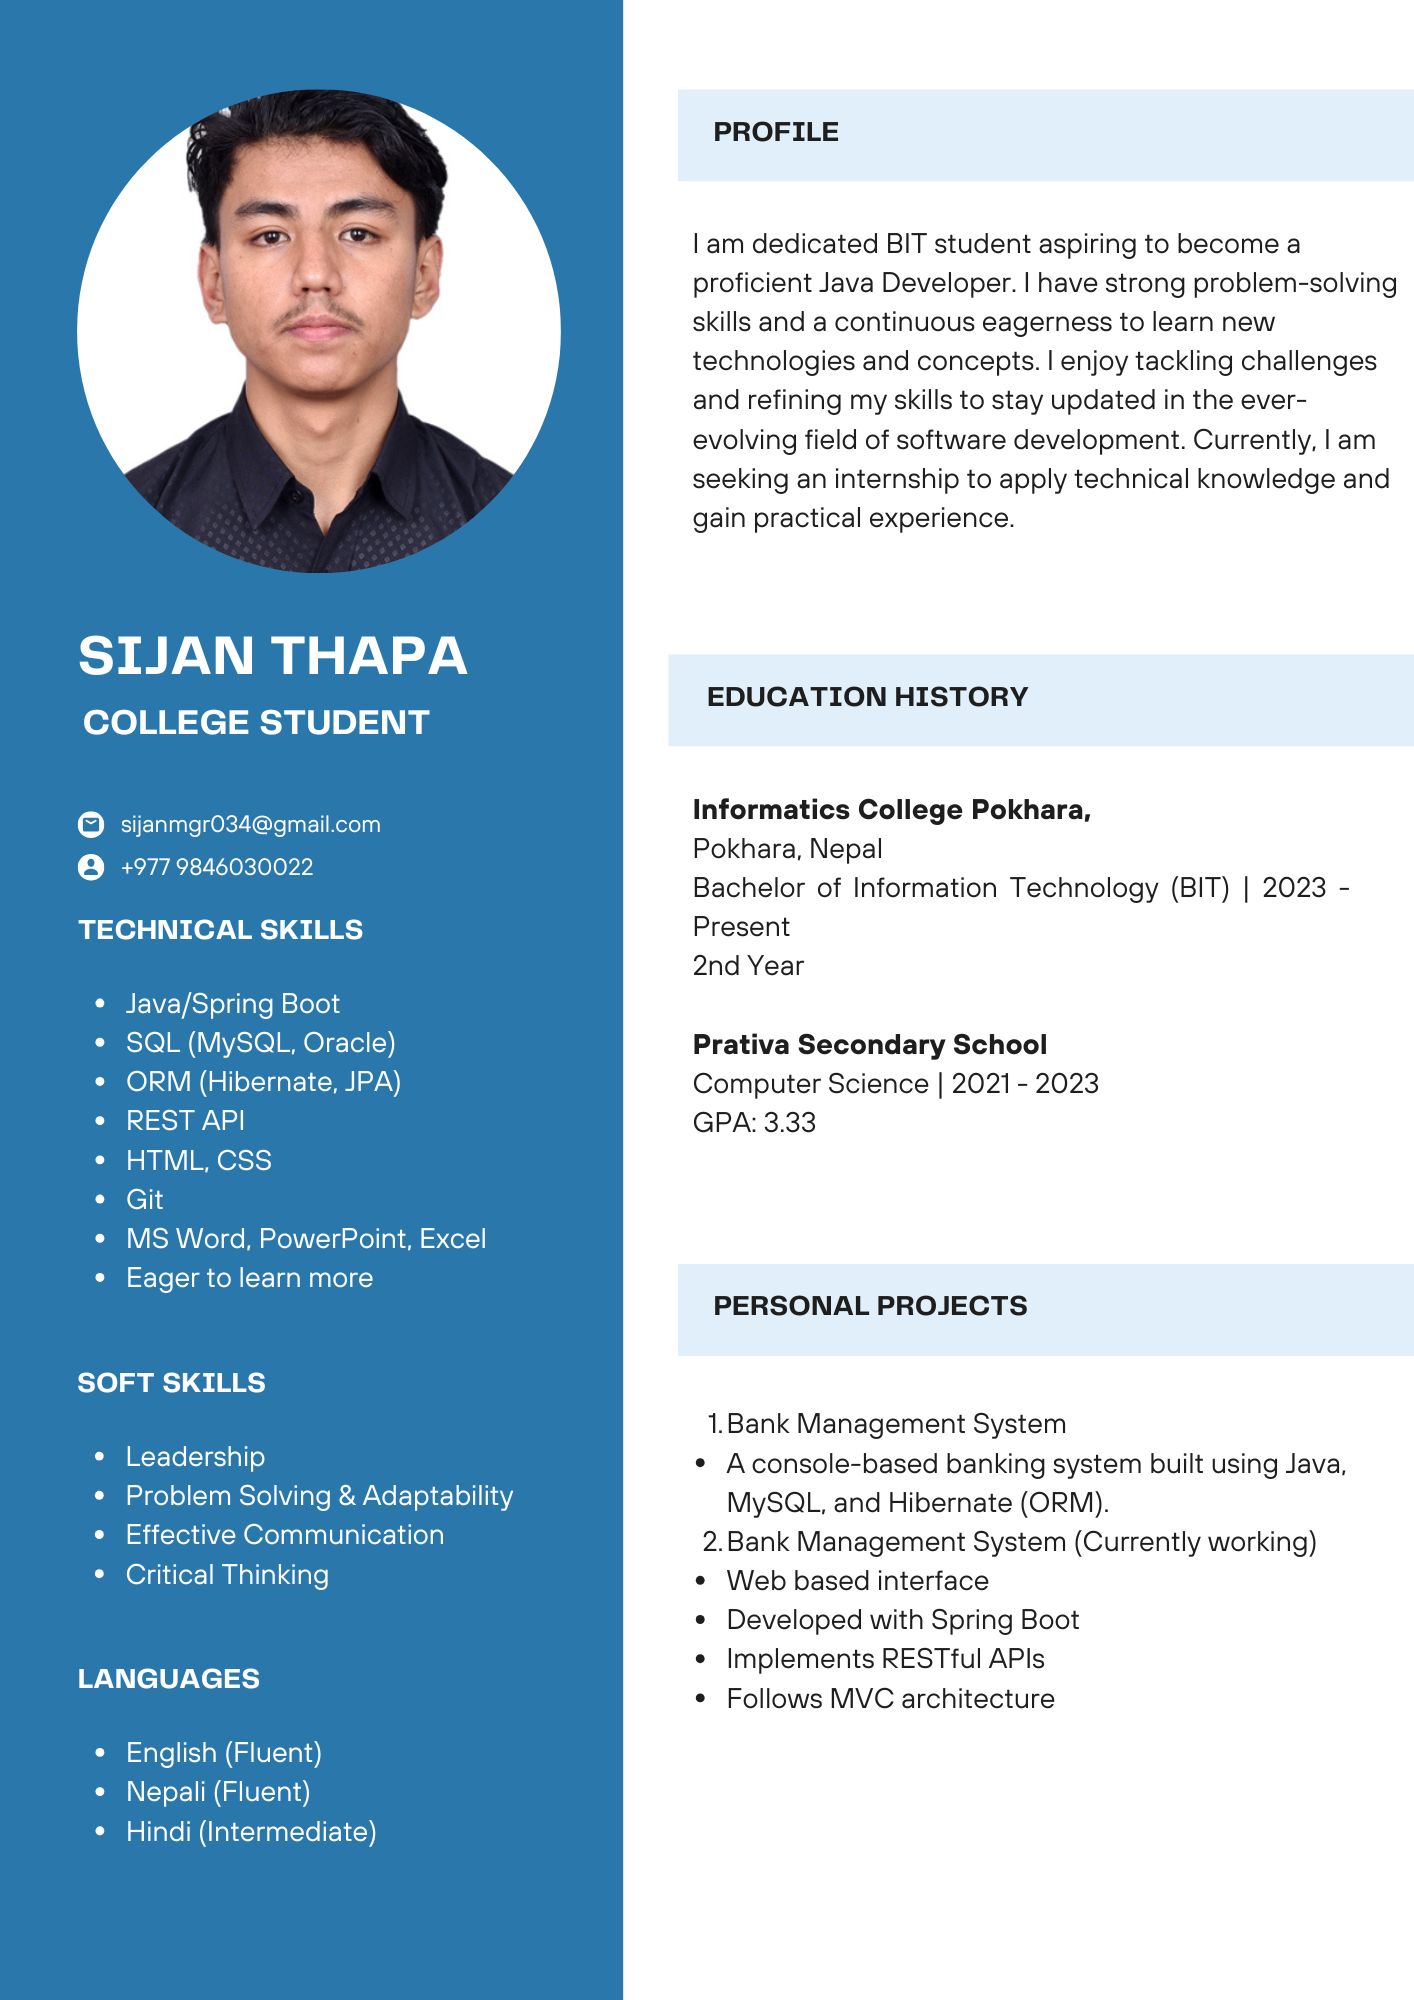 SIJAN THAPA
COLLEGE STUDENT
sijanmgr034@gmail.com
+977 9846030022
TECHNICAL SKILLS
• Java/Spring Boot
• SQL (MySQL, Oracle)
• ORM (Hibernate, JPA)
• REST API
• HTML, CSS
• Git
• MS Word, PowerPoint, Excel
• Eager to learn more
SOFT SKILLS
• Leadership
• Problem Solving & Adaptability
• Effective Communication
• Critical Thinking
LANGUAGES
• English (Fluent)
• Nepali (Fluent)
• Hindi (Intermediate)
PROFILE
I am dedicated BIT student aspiring to become a
proficient Java Developer. I have strong problem-solving
skills and a continuous eagerness to learn new
technologies and concepts. I enjoy tackling challenges
and refining my skills to stay updated in the ever-
evolving field of software development. Currently, I am
seeking an internship to apply technical knowledge and
gain practical experience.
EDUCATION HISTORY
Informatics College Pokhara,
Pokhara, Nepal
Bachelor of Information Technology (BIT) | 2023 -
Present
2nd Year
Prativa Secondary School
Computer Science | 2021 - 2023
GPA: 3.33
PERSONAL PROJECTS
1. Bank Management System
• A console-based banking system built using Java,
MySQL, and Hibernate (ORM).
2. Bank Management System (Currently working)
• Web based interface
• Developed with Spring Boot
• Implements RESTful APIs
• Follows MVC architecture